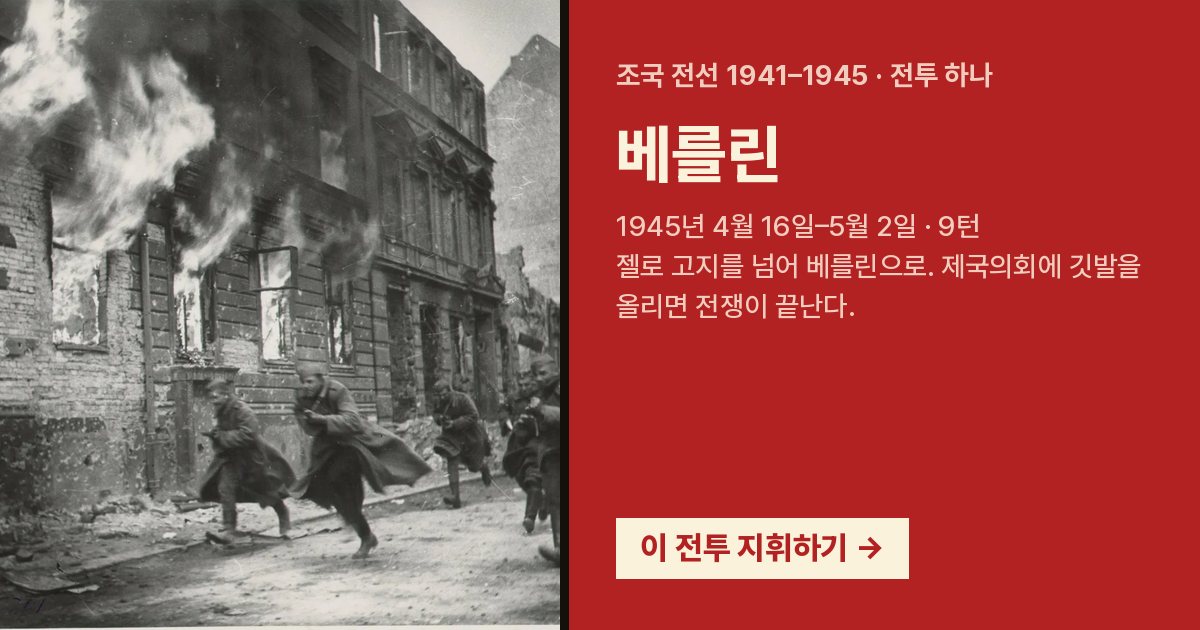 조국 전선 1941–1945 · 전투 하나
베를린
1945년 4월 16일–5월 2일 · 9턴
젤로 고지를 넘어 베를린으로. 제국의회에 깃발을
올리면 전쟁이 끝난다.
이 전투 지휘하기 →